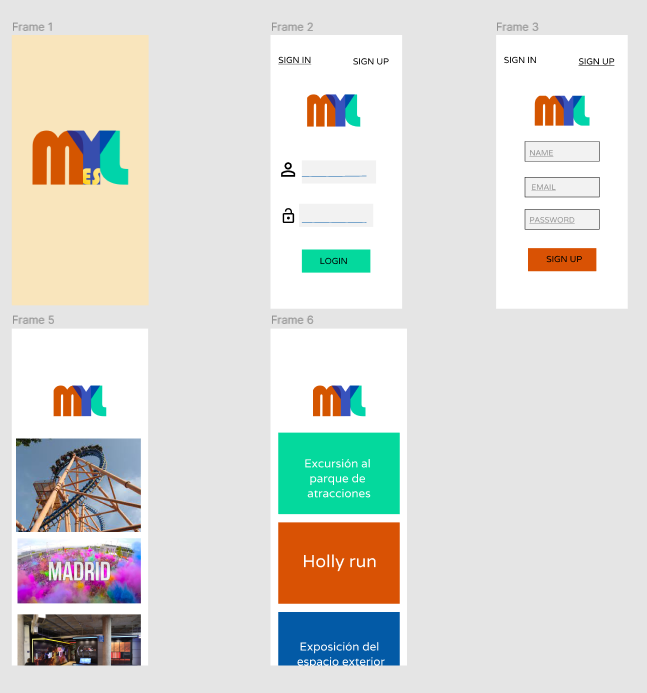 Frame 1
MYL
ES
Frame 2
SIGN IN
SIGN UP
MYL
LOGIN
Frame 3
SIGN IN
SIGN UP
MYL
NAME
EMAIL
PASSWORD
SIGN UP
Frame 5
MYL
MADRID
Frame 6
MYL
Excursión al
parque de
atracciones
Holly run
Exposición del
espacio exterior